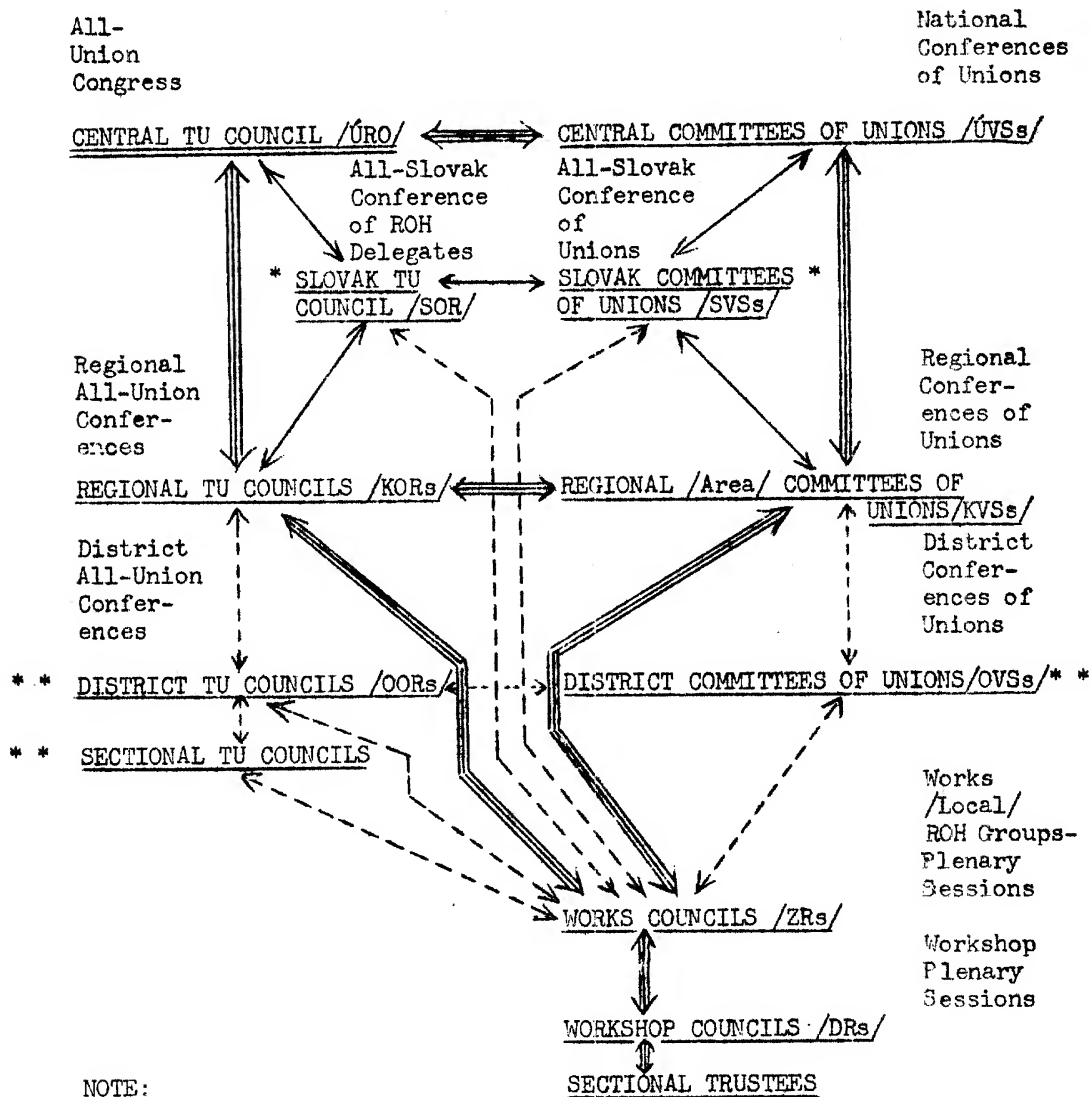 All-
Union
Congress
National
Conferences
of Unions
CENTRAL TU COUNCIL /ÚRO/
CENTRAL COMMITTEES OF UNIONS /ÚVSs/
All-Slovak
Conference
of ROH
Delegates
All-Slovak
Conference
of
Unions
* SLOVAK TU
COUNCIL /SOR/
SLOVAK COMMITTEES *
OF UNIONS /SVSs/
Regional
All-Union
Confer-
ences
Regional
Confer-
ences of
Unions
REGIONAL TU COUNCILS /KORs/
REGIONAL /Area/ COMMITTEES OF
UNIONS/KVSs/
District
All-Union
Confer-
ences
District
Confer-
ences of
Unions
* * DISTRICT TU COUNCILS /OORs/
DISTRICT COMMITTEES OF UNIONS/OVSs/* *
* * SECTIONAL TU COUNCILS
Works
/Local/
ROH Groups-
Plenary
Sessions
WORKS COUNCILS /ZRs/
Workshop
Plenary
Sessions
WORKSHOP COUNCILS /DRs/
NOTE:
SECTIONAL TRUSTEES